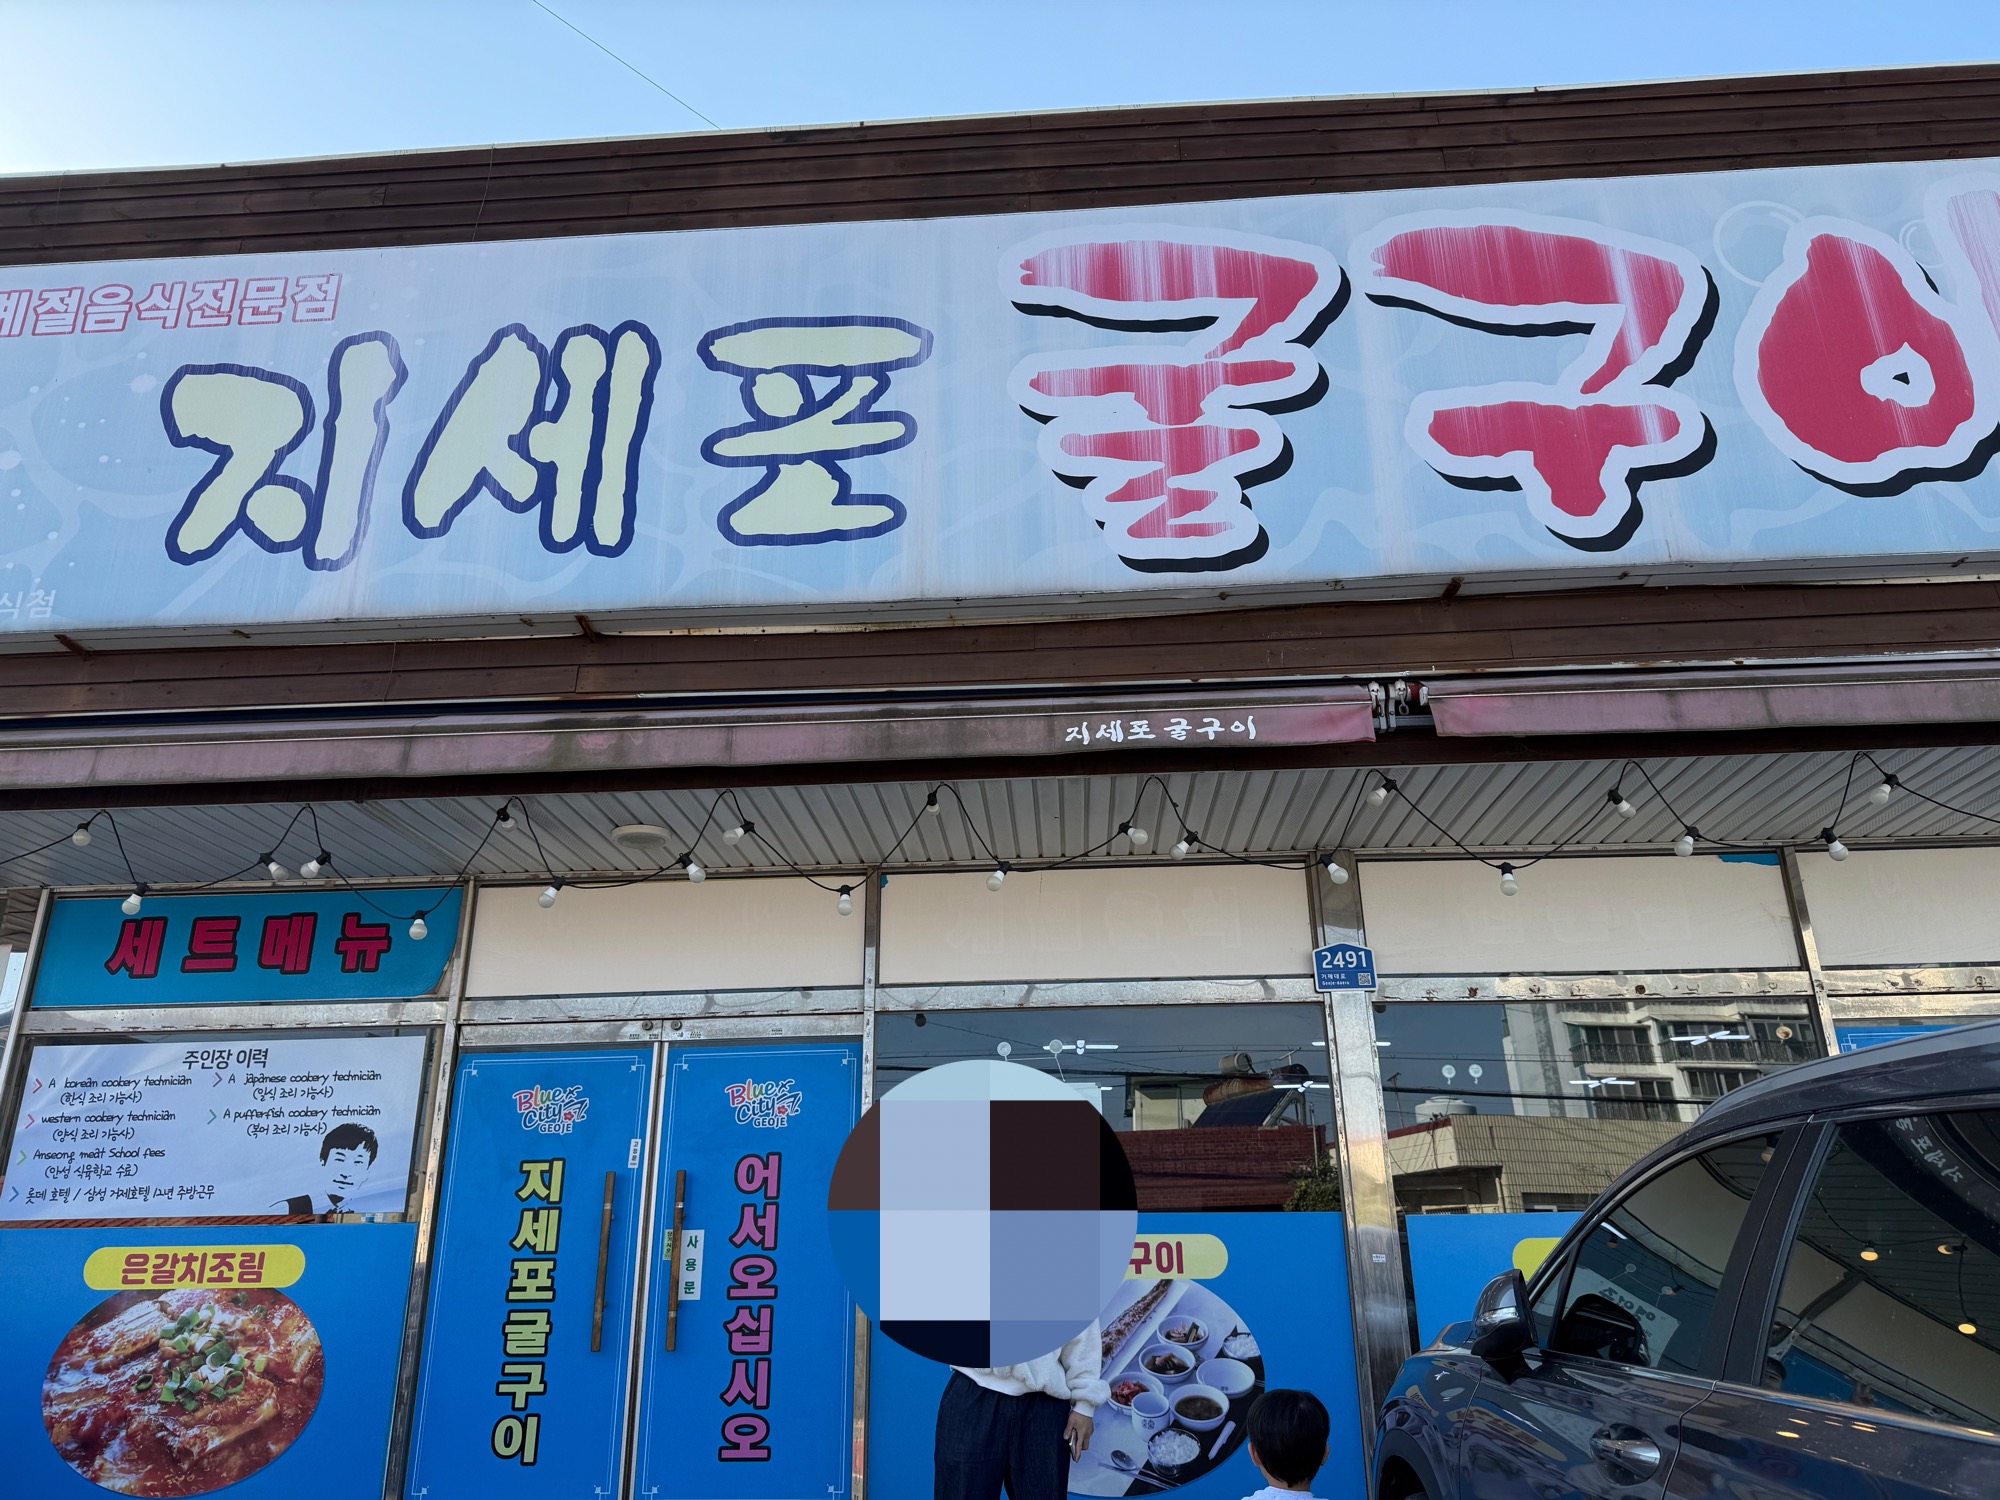 계절음식전문점
지세포 굴구이
식점
지세포굴구이
세트메뉴
2491
거제대로
Geoje-daero
주인장 이력
A korean cookery technician
(한식 조리 기능사)
A japanese cookery technician
(일식 조리 기능사)
western cookery technician
(양식 조리 기능사)
A pufferfish cookery technician
(복어 조리 기능사)
Anseong meat School fees
(안성 식육학교 수료)
롯데 호텔 / 삼성 거제호텔 12년 주방근무
은갈치조림
Blue City
GEOJE
지세포굴구이
고정문
Blue City
GEOJE
어서오십시오
사용문
구이